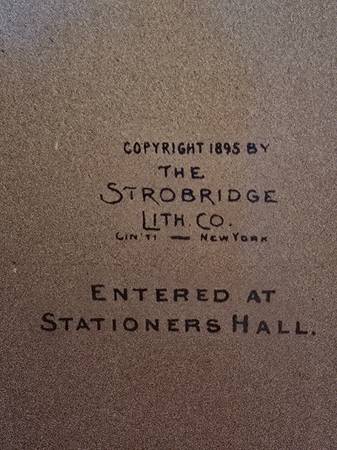 COPYRIGHT 1895 BY
THE
STROBRIDGE
LITH. CO.
CIN'TI — NEW YORK
ENTERED AT
STATIONERS HALL.